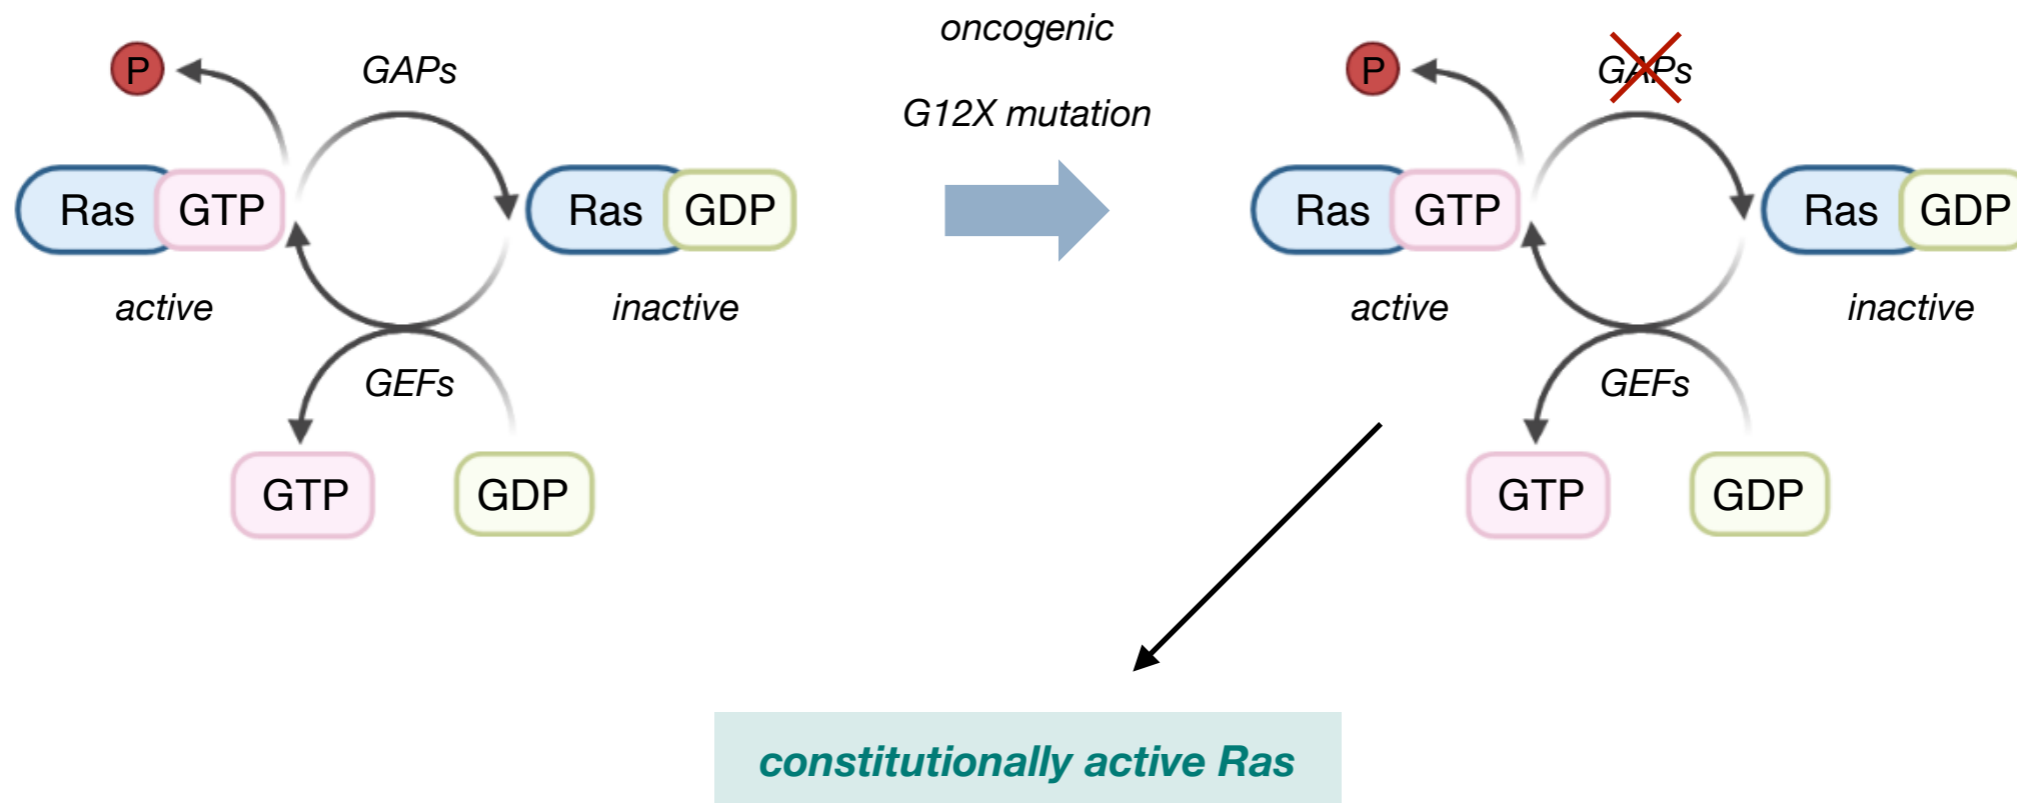 P
GAPs
Ras
GTP
Ras
GDP
active
inactive
GEFs
GTP
GDP
oncogenic
G12X mutation
P
GAPs
Ras
GTP
Ras
GDP
active
inactive
GEFs
GTP
GDP
constitutionally active Ras